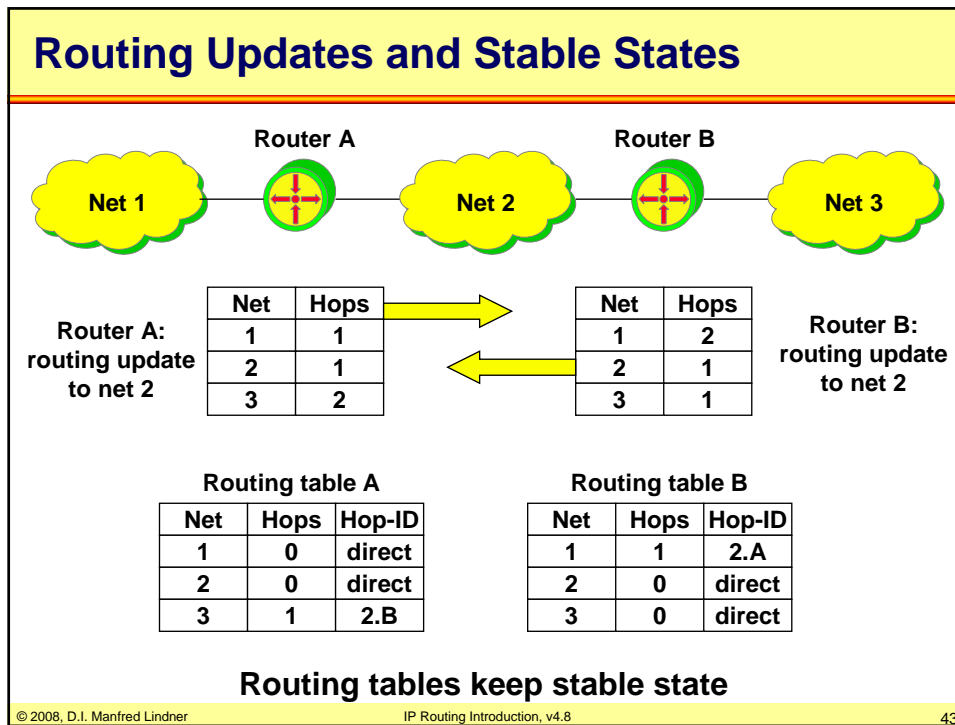 Routing Updates and Stable States
Router A Router B
Net 1 Net 2 Net 3
Router A:
routing update
to net 2
Net Hops
1 1
2 1
3 2
Net Hops
1 2
2 1
3 1
Router B:
routing update
to net 2
Routing table A
Net Hops Hop-ID
1 0 direct
2 0 direct
3 1 2.B
Routing table B
Net Hops Hop-ID
1 1 2.A
2 0 direct
3 0 direct
Routing tables keep stable state
© 2008, D.I. Manfred Lindner IP Routing Introduction, v4.8 43